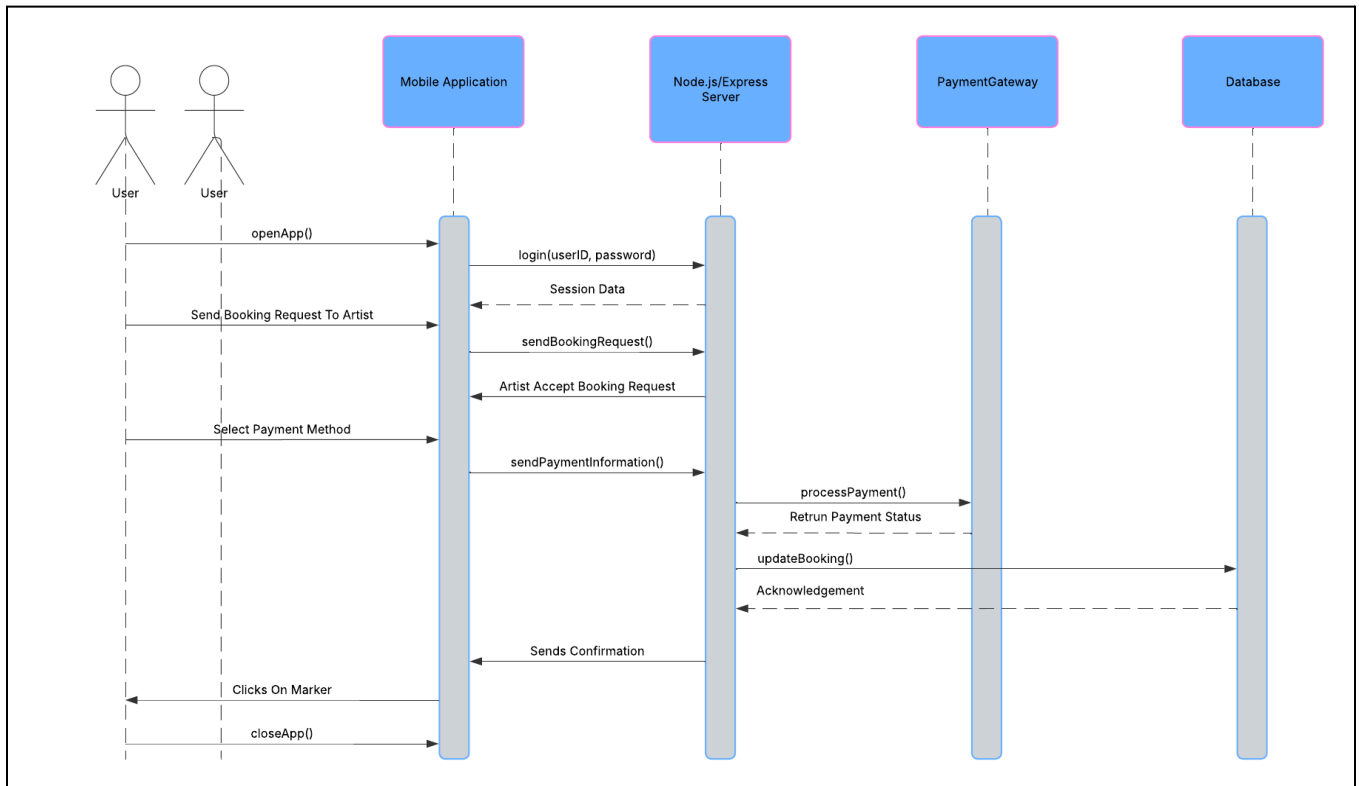 Mobile Application
Node.js/Express
Server
PaymentGateway
Database
User
User
openApp()
login(userID, password)
Session Data
Send Booking Request To Artist
sendBookingRequest()
Artist Accept Booking Request
Select Payment Method
sendPaymentInformation()
processPayment()
Retrun Payment Status
updateBooking()
Acknowledgement
Sends Confirmation
Clicks On Marker
closeApp()